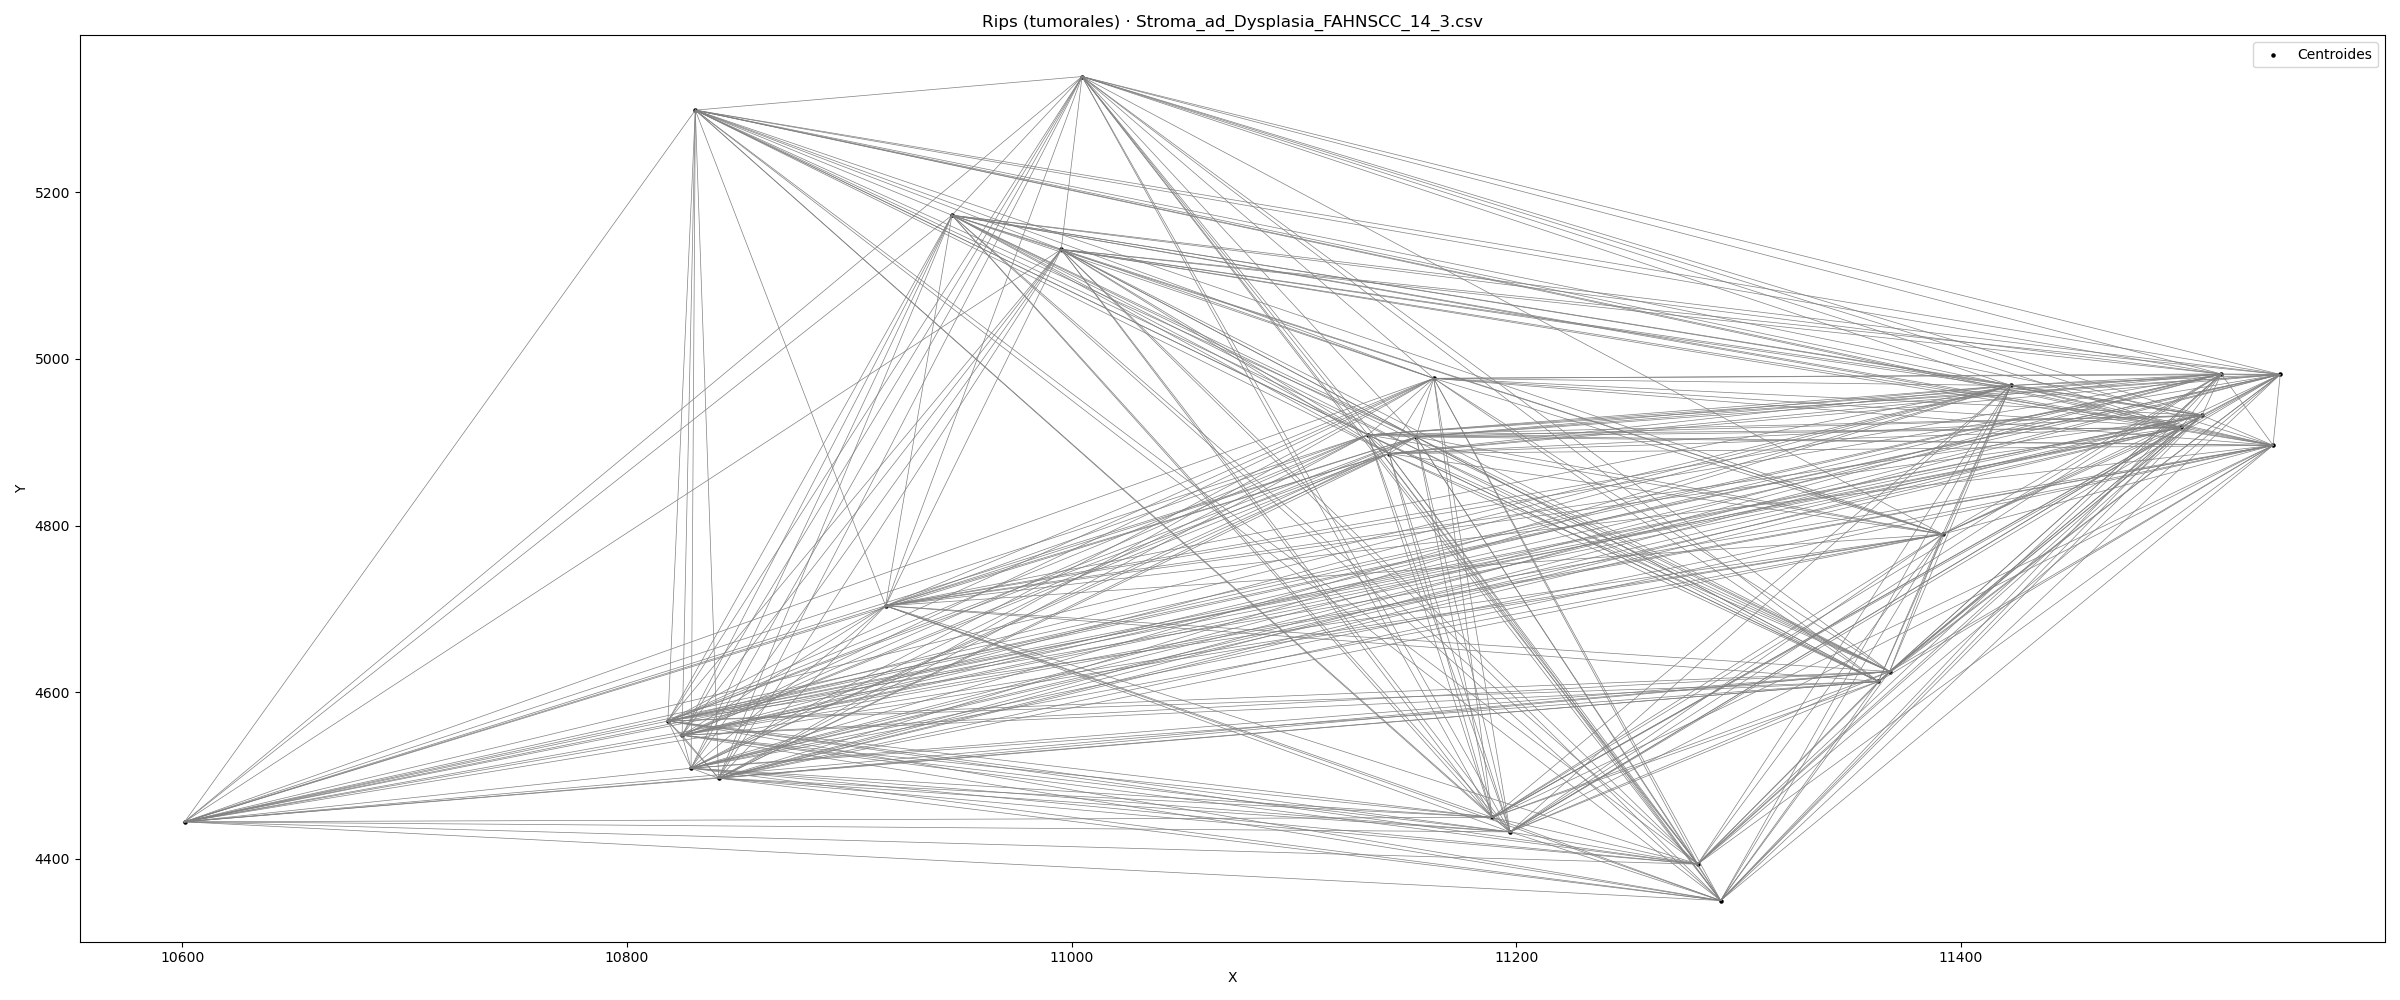 Rips (tumorales) · Stroma_ad_Dysplasia_FAHNSCC_14_3.csv
Centroides
5200
5000
4800
4600
4400
Y
10600
10800
11000
11200
11400
X